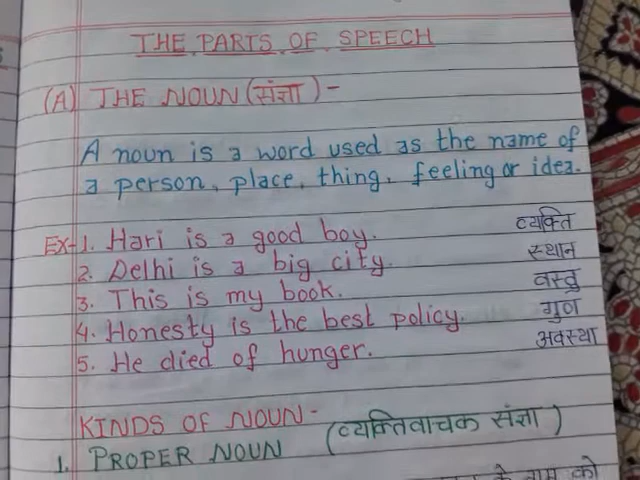 THE PARTS OF SPEECH
(A) THE NOUN (संज्ञा) -
A noun is a word used as the name of
a person, place, thing, feeling or idea.
Ex-1. Hari is a good boy. व्यक्ति
2. Delhi is a big city. स्थान
3. This is my book. वस्तु
4. Honesty is the best policy. गुण
5. He died of hunger. अवस्था
KINDS OF NOUN-
1. PROPER NOUN (व्यक्तिवाचक संज्ञा)
के नाम को